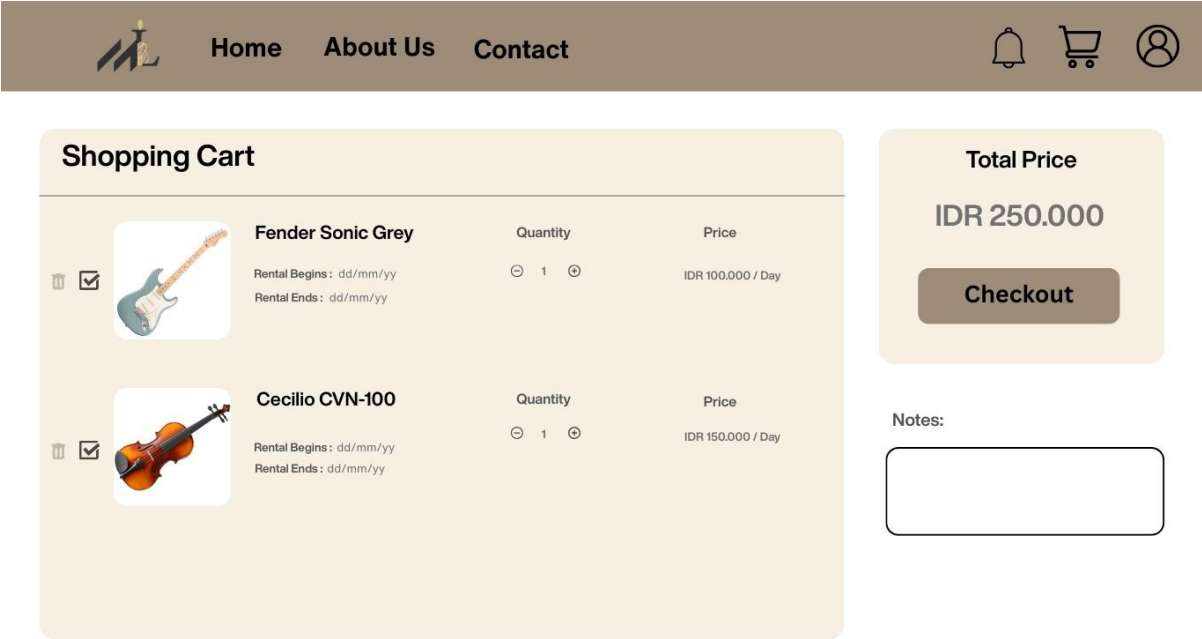 Home About Us Contact
Shopping Cart
Fender Sonic Grey
Rental Begins : dd/mm/yy
Rental Ends : dd/mm/yy
Quantity
1
Price
IDR 100.000 / Day
Cecilio CVN-100
Rental Begins : dd/mm/yy
Rental Ends : dd/mm/yy
Quantity
1
Price
IDR 150.000 / Day
Total Price
IDR 250.000
Checkout
Notes: